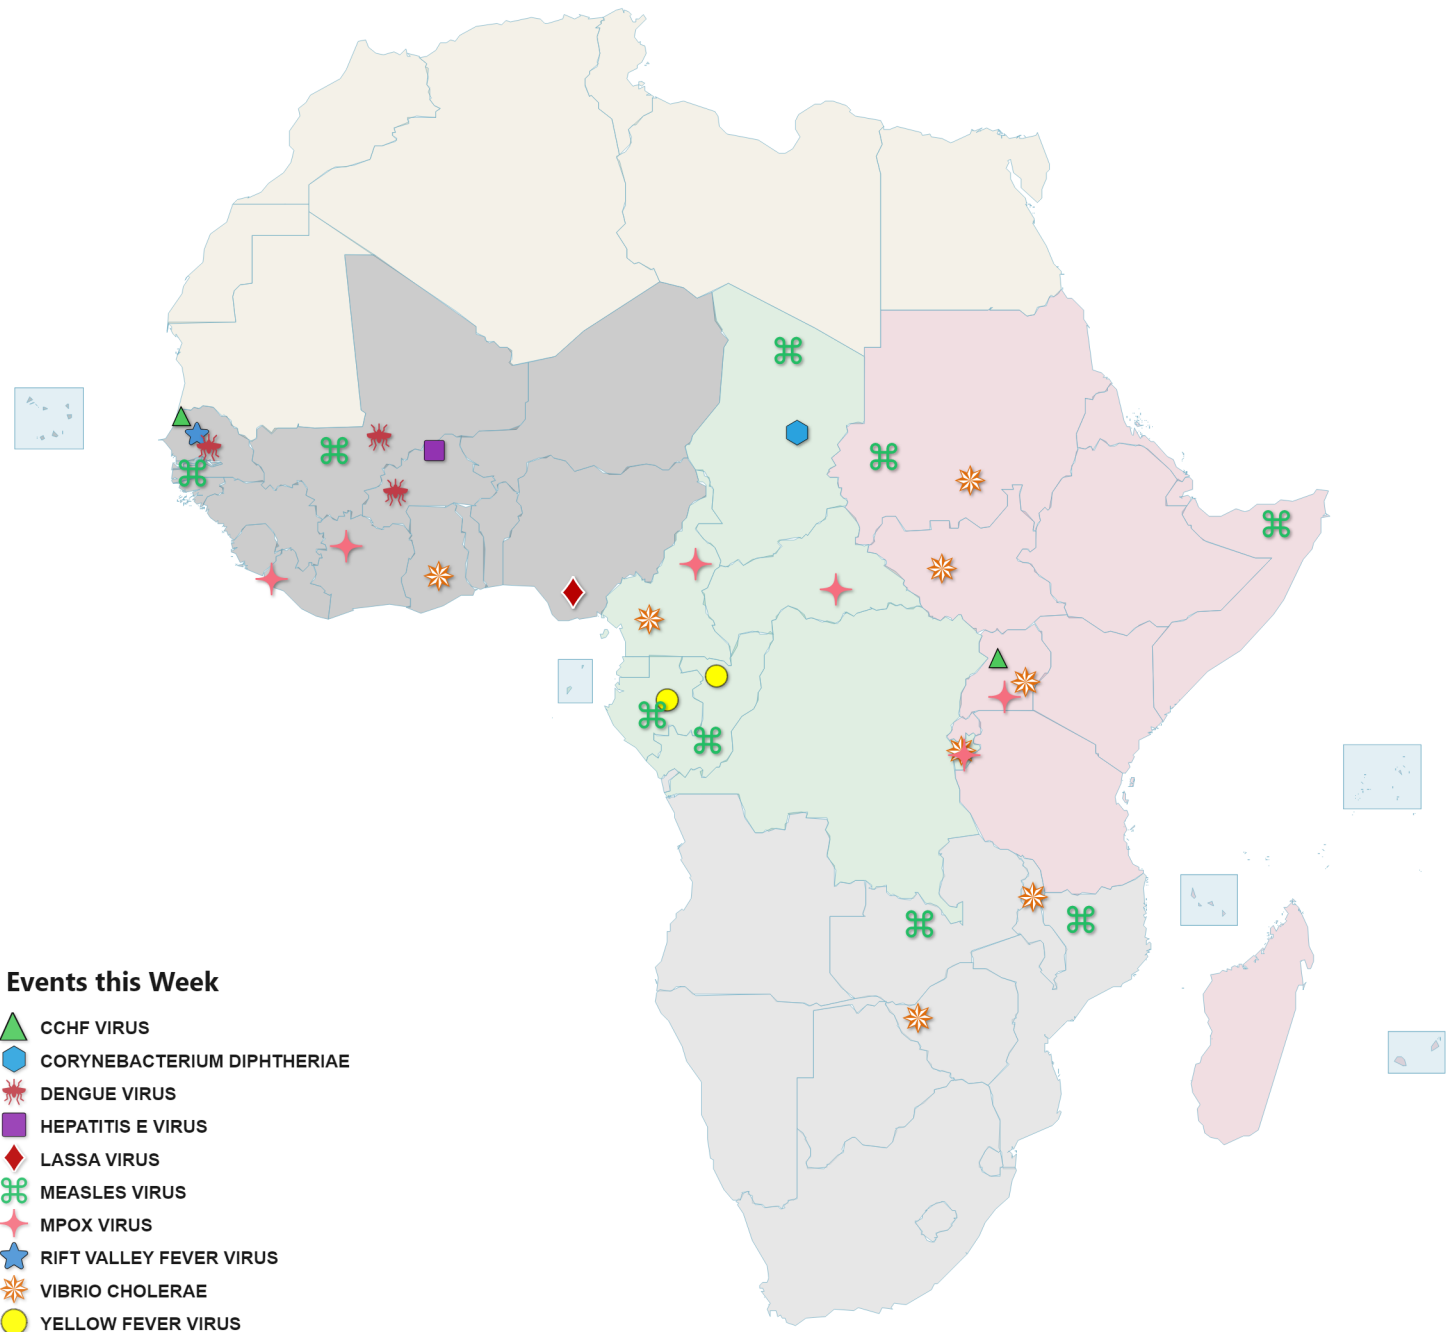 Events this Week
CCHF VIRUS
CORYNEBACTERIUM DIPHTHERIAE
DENGUE VIRUS
HEPATITIS E VIRUS
LASSA VIRUS
MEASLES VIRUS
MPOX VIRUS
RIFT VALLEY FEVER VIRUS
VIBRIO CHOLERAE
YELLOW FEVER VIRUS